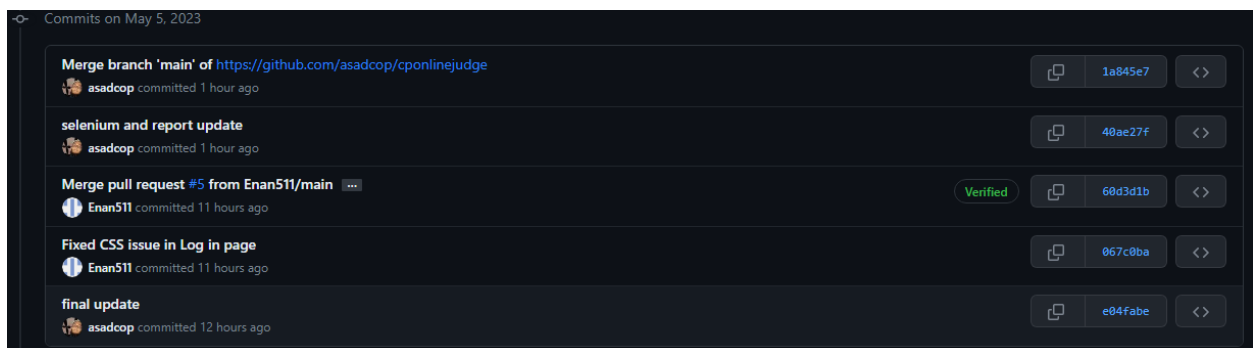 Commits on May 5, 2023
Merge branch 'main' of https://github.com/asadcop/cponlinejudge
asadcop committed 1 hour ago
1a845e7
selenium and report update
asadcop committed 1 hour ago
40ae27f
Merge pull request #5 from Enan511/main ...
Enan511 committed 11 hours ago
Verified
60d3d1b
Fixed CSS issue in Log in page
Enan511 committed 11 hours ago
067c0ba
final update
asadcop committed 12 hours ago
e04fabe